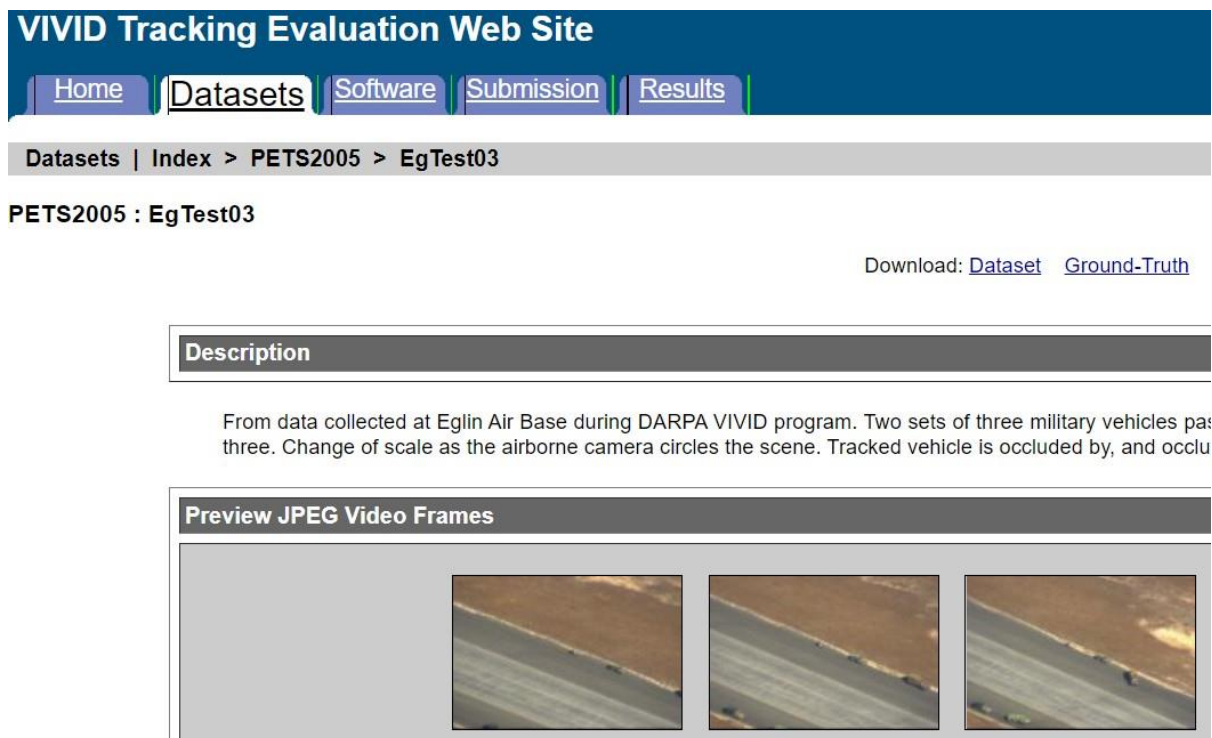 VIVID Tracking Evaluation Web Site
Home Datasets Software Submission Results
Datasets | Index > PETS2005 > EgTest03
PETS2005 : EgTest03
Download: Dataset Ground-Truth
Description
From data collected at Eglin Air Base during DARPA VIVID program. Two sets of three military vehicles
three. Change of scale as the airborne camera circles the scene. Tracked vehicle is occluded by, and
Preview JPEG Video Frames